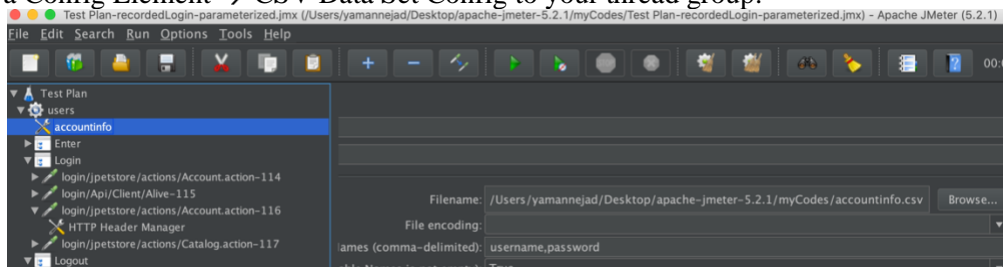 a Config Element → CSV Data Set Config to your thread group.
Test Plan-recordedLogin-parameterized.jmx (/Users/yamannejad/Desktop/apache-jmeter-5.2.1/myCodes/Test Plan-recordedLogin-parameterized.jmx) - Apache JMeter (5.2.1)
File Edit Search Run Options Tools Help
00:
Test Plan
users
accountinfo
Enter
Login
login/jpetstore/actions/Account.action-114
login/Api/Client/Alive-115
Filename: /Users/yamannejad/Desktop/apache-jmeter-5.2.1/myCodes/accountinfo.csv Browse...
login/jpetstore/actions/Account.action-116
File encoding:
HTTP Header Manager
ames (comma-delimited): username,password
login/jpetstore/actions/Catalog.action-117
Logout